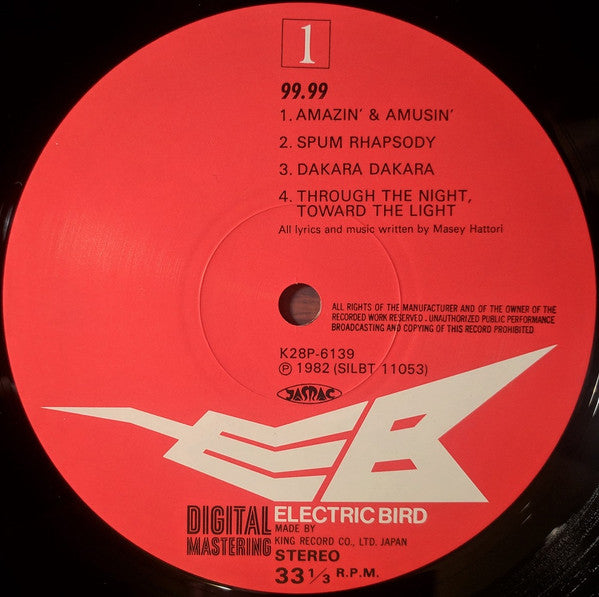 1
99.99
1. AMAZIN' & AMUSIN'
2. SPUM RHAPSODY
3. DAKARA DAKARA
4. THROUGH THE NIGHT,
TOWARD THE LIGHT
All lyrics and music written by Masey Hattori
ALL RIGHTS OF THE MANUFACTURER AND OF THE OWNER OF THE
RECORDED WORK RESERVED. UNAUTHORIZED PUBLIC PERFORMANCE
BROADCASTING AND COPYING OF THIS RECORD PROHIBITED
K28P-6139
Ⓟ 1982 (SILBT 11053)
JASRAC
EB
DIGITAL
MASTERING
ELECTRIC BIRD
MADE BY
KING RECORD CO., LTD. JAPAN
STEREO
33 1/3 R.P.M.